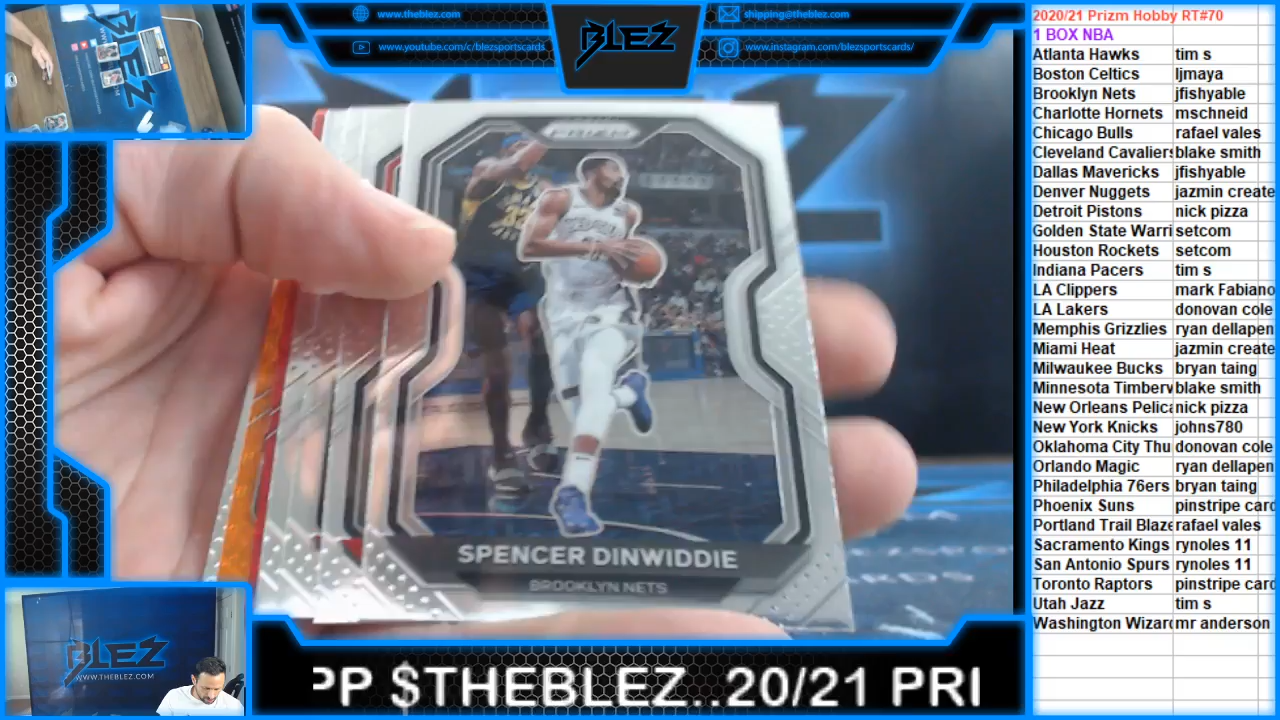 www.theblez.com
shipping@theblez.com
www.youtube.com/c/blezsportscards
www.instagram.com/blezsportscards/
BLEZ
PRIZM
33
SPENCER DINWIDDIE
BROOKLYN NETS
BLEZ
WWW.THEBLEZ.COM
PP $THEBLEZ..20/21 PRI
2020/21 Prizm Hobby RT#70
1 BOX NBA
Atlanta Hawks tim s
Boston Celtics ljmaya
Brooklyn Nets jfishyable
Charlotte Hornets mschneid
Chicago Bulls rafael vales
Cleveland Cavaliers blake smith
Dallas Mavericks jfishyable
Denver Nuggets jazmin create
Detroit Pistons nick pizza
Golden State Warri setcom
Houston Rockets setcom
Indiana Pacers tim s
LA Clippers mark Fabiano
LA Lakers donovan cole
Memphis Grizzlies ryan dellapen
Miami Heat jazmin create
Milwaukee Bucks bryan taing
Minnesota Timberv blake smith
New Orleans Pelica nick pizza
New York Knicks johns780
Oklahoma City Thu donovan cole
Orlando Magic ryan dellapen
Philadelphia 76ers bryan taing
Phoenix Suns pinstripe card
Portland Trail Blaze rafael vales
Sacramento Kings rynoles 11
San Antonio Spurs rynoles 11
Toronto Raptors pinstripe card
Utah Jazz tim s
Washington Wizard mr anderson